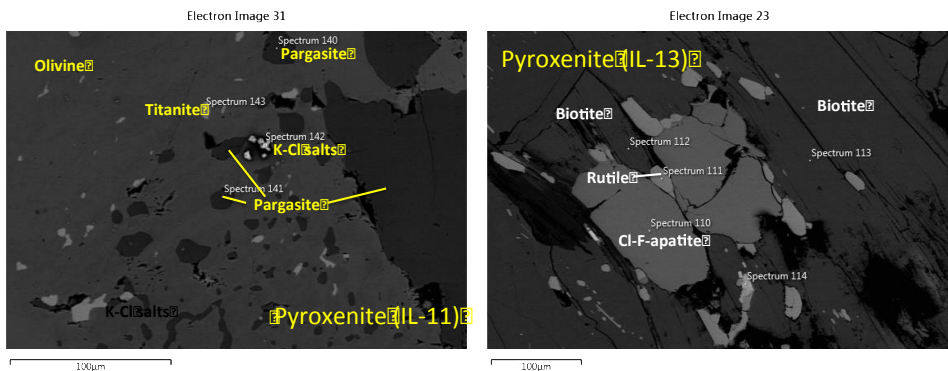 Electron Image 31
Spectrum 140
Pargasite
Olivine
Titanite
Spectrum 143
Spectrum 142
K-Cl salts
Spectrum 141
Pargasite
K-Cl salts
Pyroxenite (IL-11)
100µm
Electron Image 23
Pyroxenite (IL-13)
Biotite
Biotite
Spectrum 112
Spectrum 113
Rutile
Spectrum 111
Spectrum 110
Cl-F-apatite
Spectrum 114
100µm